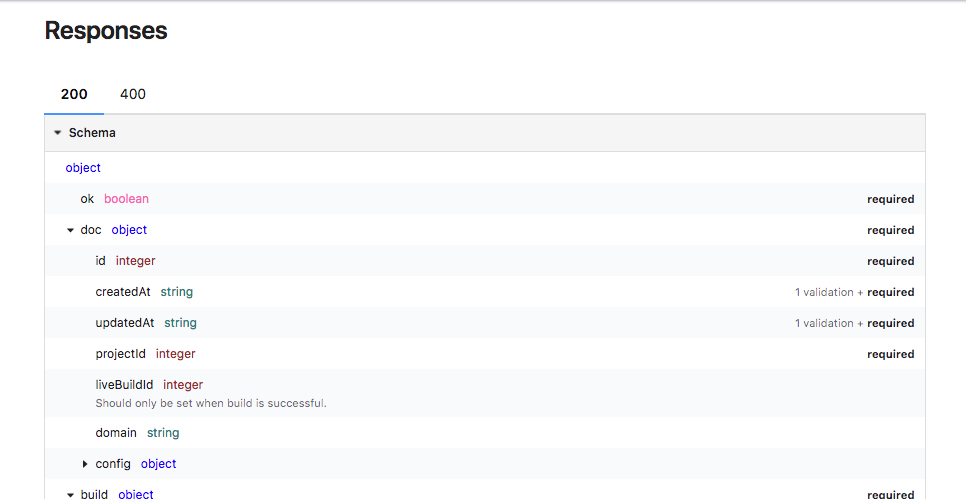 Responses
200 400
Schema
object
ok boolean required
doc object required
id integer required
createdAt string 1 validation + required
updatedAt string 1 validation + required
projectId integer required
liveBuildId integer
Should only be set when build is successful.
domain string
config object
build object required